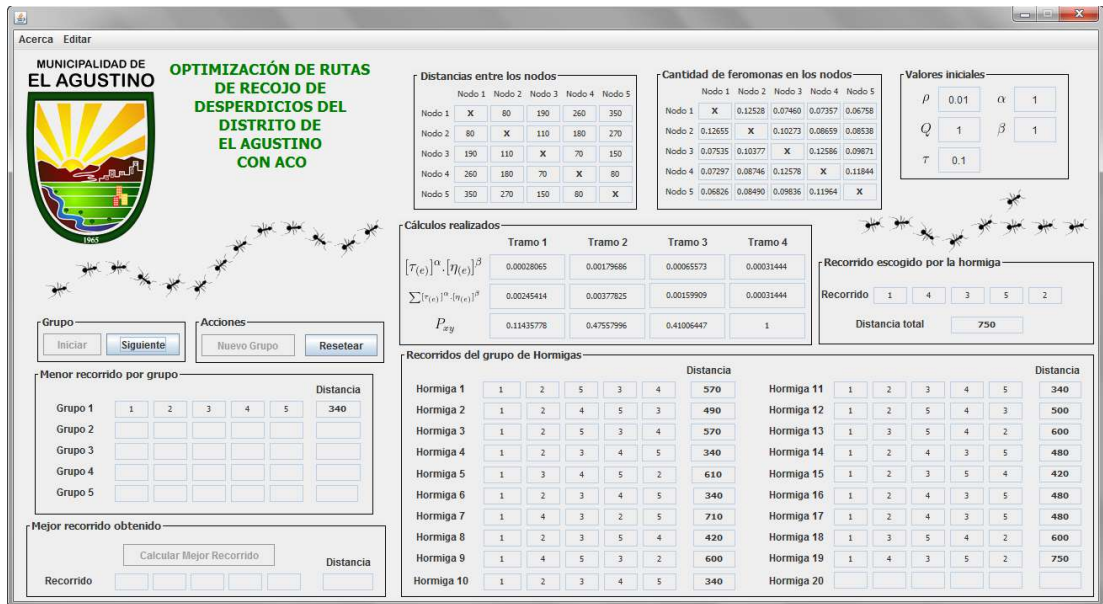 Acerca Editar
MUNICIPALIDAD DE
EL AGUSTINO
1965
OPTIMIZACIÓN DE RUTAS
DE RECOJO DE
DESPERDICIOS DEL
DISTRITO DE
EL AGUSTINO
CON ACO
Distancias entre los nodos
Nodo 1 Nodo 2 Nodo 3 Nodo 4 Nodo 5
Nodo 1 X 80 190 260 350
Nodo 2 80 X 110 180 270
Nodo 3 190 110 X 70 150
Nodo 4 260 180 70 X 80
Nodo 5 350 270 150 80 X
Cantidad de feromonas en los nodos
Nodo 1 Nodo 2 Nodo 3 Nodo 4 Nodo 5
Nodo 1 X 0.12528 0.07460 0.07357 0.06758
Nodo 2 0.12655 X 0.10273 0.08659 0.08538
Nodo 3 0.07535 0.10377 X 0.12586 0.09871
Nodo 4 0.07297 0.08746 0.12578 X 0.11844
Nodo 5 0.06826 0.08490 0.09836 0.11964 X
Valores iniciales
ρ 0.01 α 1
Q 1 β 1
τ 0.1
Cálculos realizados
Tramo 1 Tramo 2 Tramo 3 Tramo 4
[τ(e)]^α.[η(e)]^β 0.00028065 0.00179686 0.00065573 0.00031444
∑[τ(e)]^α.[η(e)]^β 0.00245414 0.00377825 0.00159909 0.00031444
Pxy 0.11435778 0.47557996 0.41006447 1
Recorrido escogido por la hormiga
Recorrido 1 4 3 5 2
Distancia total 750
Grupo
Iniciar Siguiente
Acciones
Nuevo Grupo Resetear
Menor recorrido por grupo
Distancia
Grupo 1 1 2 3 4 5 340
Grupo 2
Grupo 3
Grupo 4
Grupo 5
Mejor recorrido obtenido
Calcular Mejor Recorrido
Distancia
Recorrido
Recorridos del grupo de Hormigas
Distancia
Hormiga 1 1 2 5 3 4 570
Hormiga 2 1 2 4 5 3 490
Hormiga 3 1 2 5 3 4 570
Hormiga 4 1 2 3 4 5 340
Hormiga 5 1 3 4 5 2 610
Hormiga 6 1 2 3 4 5 340
Hormiga 7 1 4 3 2 5 710
Hormiga 8 1 2 3 5 4 420
Hormiga 9 1 4 5 3 2 600
Hormiga 10 1 2 3 4 5 340
Distancia
Hormiga 11 1 2 3 4 5 340
Hormiga 12 1 2 5 4 3 500
Hormiga 13 1 3 5 4 2 600
Hormiga 14 1 2 4 3 5 480
Hormiga 15 1 2 3 5 4 420
Hormiga 16 1 2 4 3 5 480
Hormiga 17 1 2 4 3 5 480
Hormiga 18 1 3 5 4 2 600
Hormiga 19 1 4 3 5 2 750
Hormiga 20